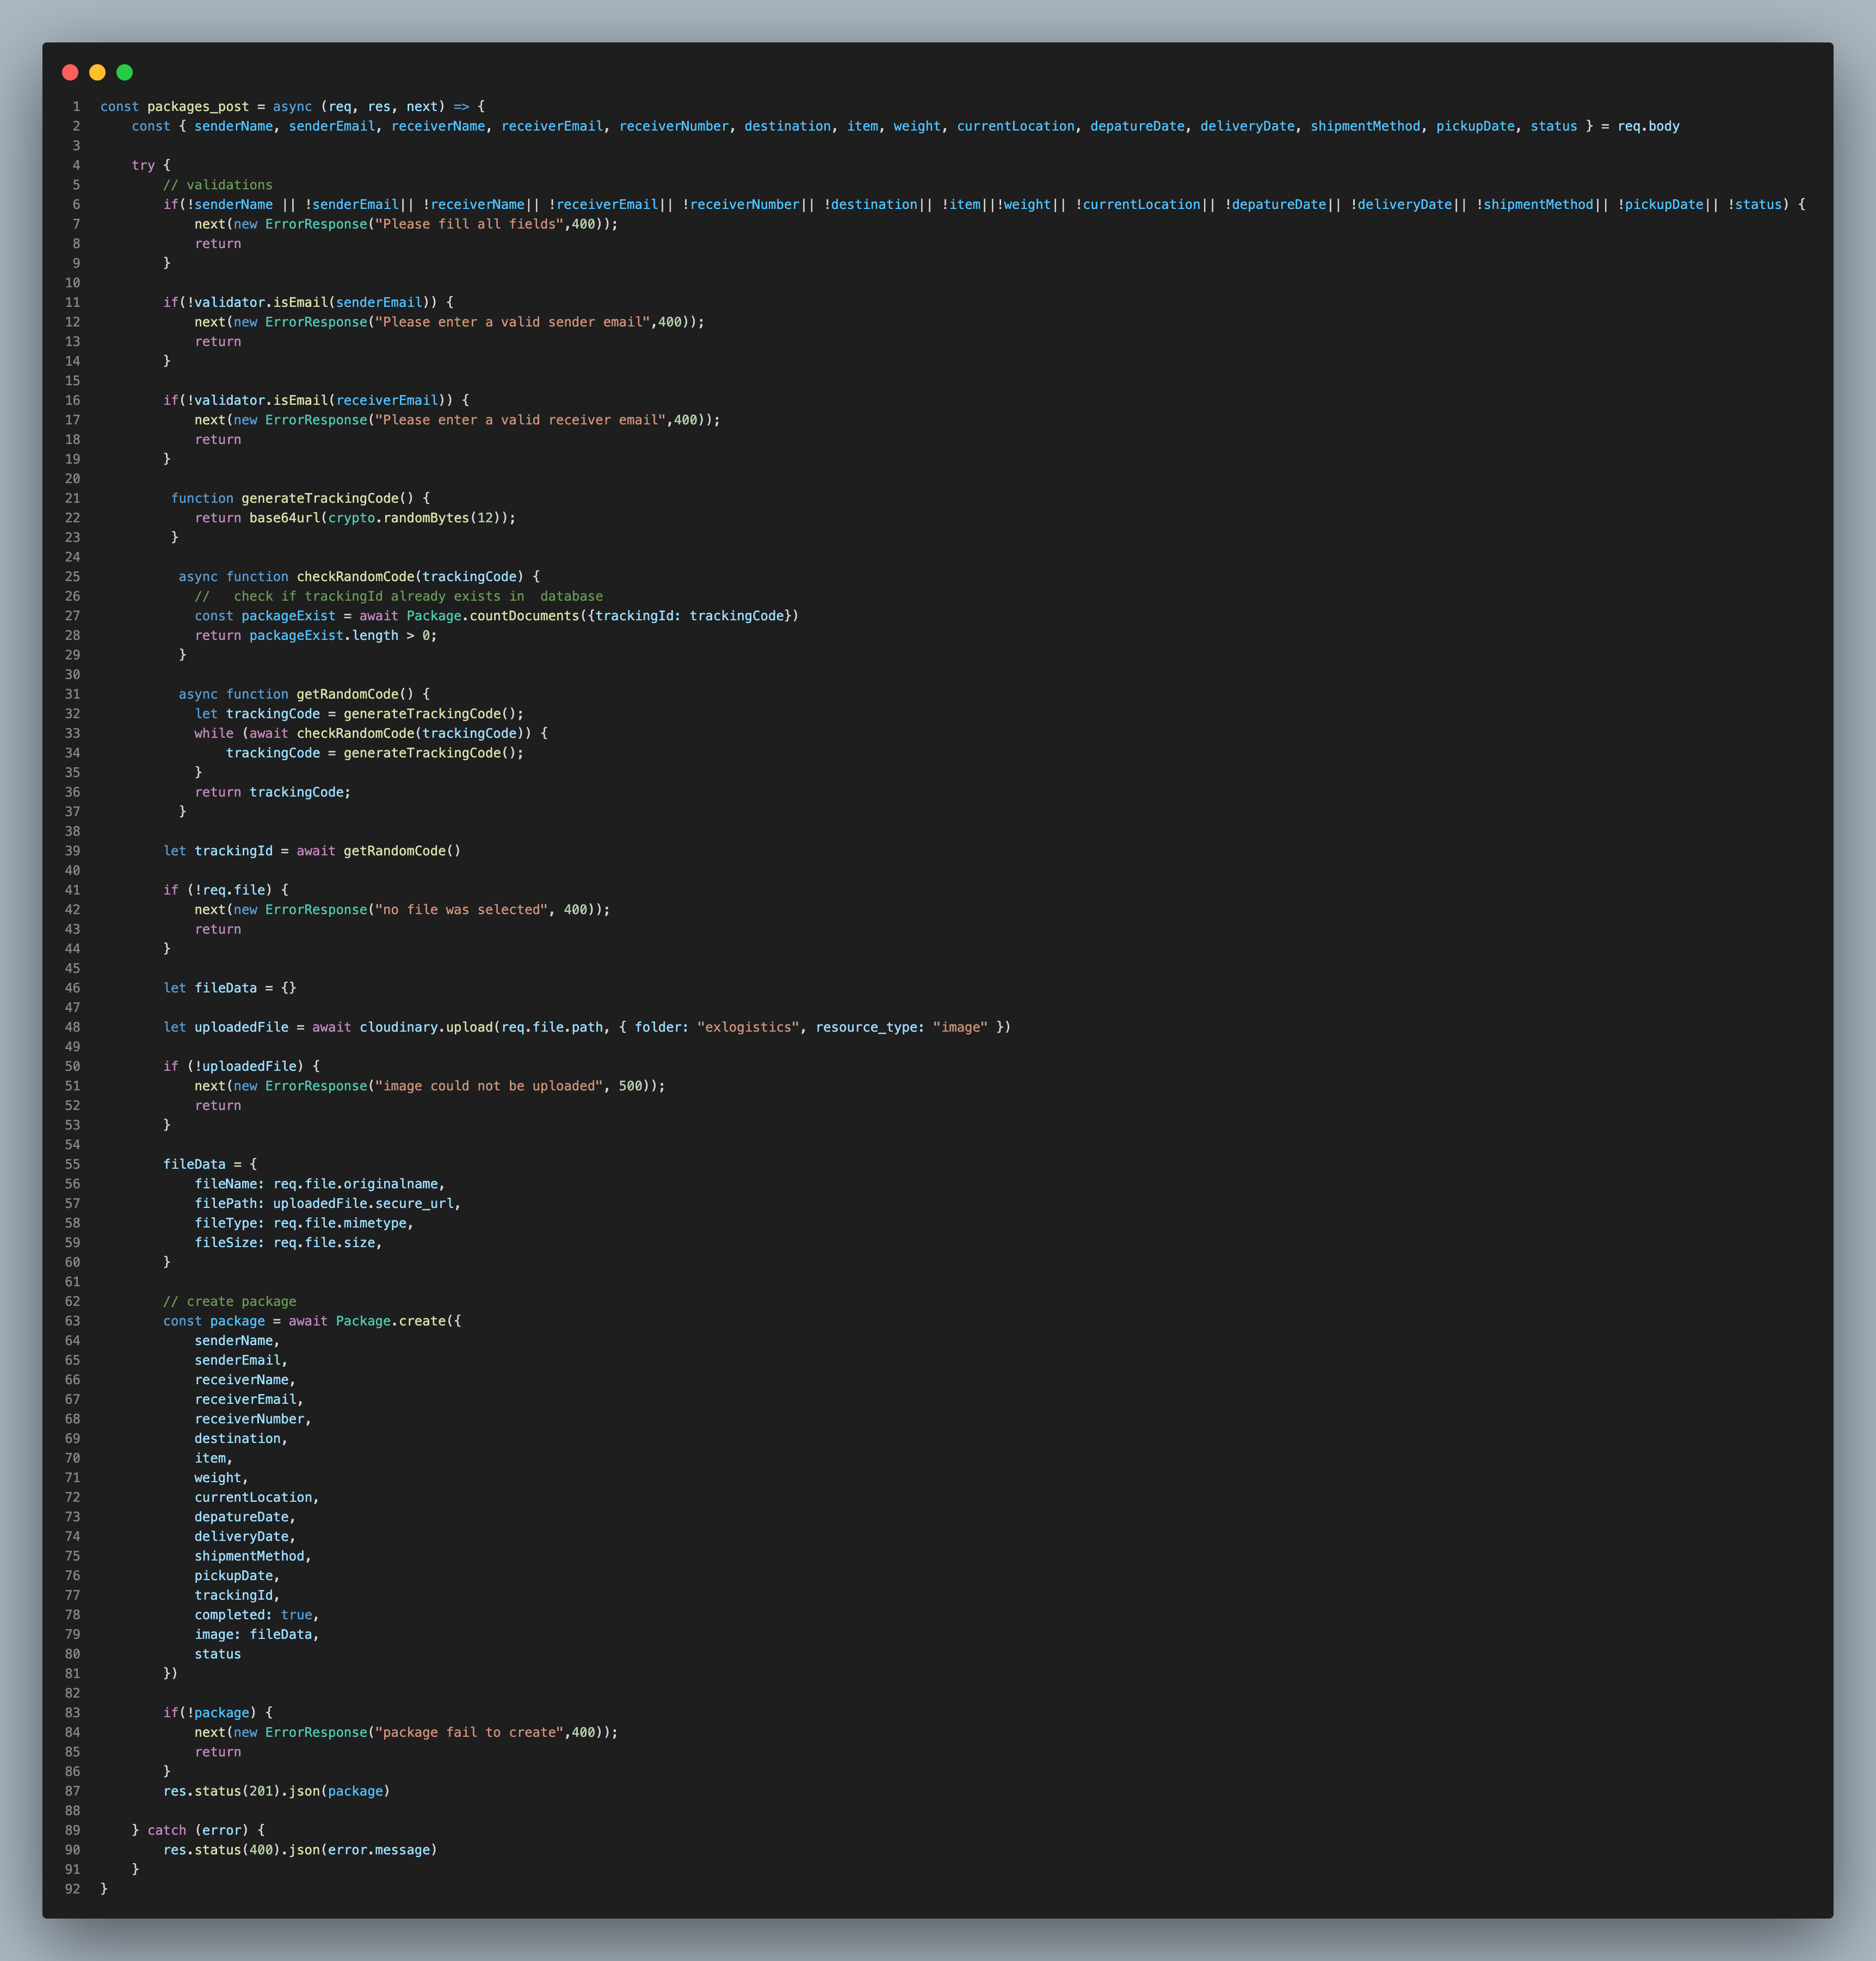 1 const packages_post = async (req, res, next) => {
2 const { senderName, senderEmail, receiverName, receiverEmail, receiverNumber, destination, item, weight, currentLocation, depatureDate, deliveryDate, shipmentMethod, pickupDate, status } = req.body
3
4 try {
5 // validations
6 if(!senderName || !senderEmail|| !receiverName|| !receiverEmail|| !receiverNumber|| !destination|| !item||!weight|| !currentLocation|| !depatureDate|| !deliveryDate|| !shipmentMethod|| !pickupDate|| !status) {
7 next(new ErrorResponse("Please fill all fields",400));
8 return
9 }
10
11 if(!validator.isEmail(senderEmail)) {
12 next(new ErrorResponse("Please enter a valid sender email",400));
13 return
14 }
15
16 if(!validator.isEmail(receiverEmail)) {
17 next(new ErrorResponse("Please enter a valid receiver email",400));
18 return
19 }
20
21 function generateTrackingCode() {
22 return base64url(crypto.randomBytes(12));
23 }
24
25 async function checkRandomCode(trackingCode) {
26 //   check if trackingId already exists in  database
27 const packageExist = await Package.countDocuments({trackingId: trackingCode})
28 return packageExist.length > 0;
29 }
30
31 async function getRandomCode() {
32 let trackingCode = generateTrackingCode();
33 while (await checkRandomCode(trackingCode)) {
34 trackingCode = generateTrackingCode();
35 }
36 return trackingCode;
37 }
38
39 let trackingId = await getRandomCode()
40
41 if (!req.file) {
42 next(new ErrorResponse("no file was selected", 400));
43 return
44 }
45
46 let fileData = {}
47
48 let uploadedFile = await cloudinary.upload(req.file.path, { folder: "exlogistics", resource_type: "image" })
49
50 if (!uploadedFile) {
51 next(new ErrorResponse("image could not be uploaded", 500));
52 return
53 }
54
55 fileData = {
56 fileName: req.file.originalname,
57 filePath: uploadedFile.secure_url,
58 fileType: req.file.mimetype,
59 fileSize: req.file.size,
60 }
61
62 // create package
63 const package = await Package.create({
64 senderName,
65 senderEmail,
66 receiverName,
67 receiverEmail,
68 receiverNumber,
69 destination,
70 item,
71 weight,
72 currentLocation,
73 depatureDate,
74 deliveryDate,
75 shipmentMethod,
76 pickupDate,
77 trackingId,
78 completed: true,
79 image: fileData,
80 status
81 })
82
83 if(!package) {
84 next(new ErrorResponse("package fail to create",400));
85 return
86 }
87 res.status(201).json(package)
88
89 } catch (error) {
90 res.status(400).json(error.message)
91 }
92 }